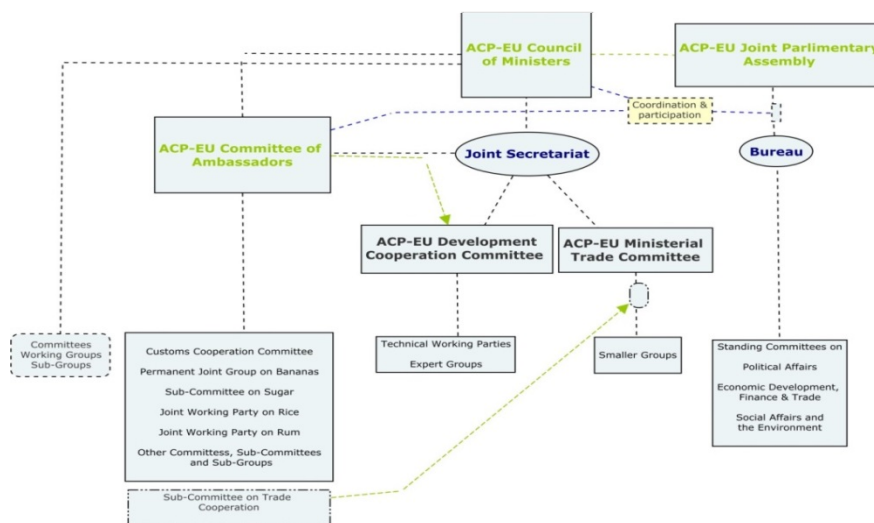 ACP-EU Council
of Ministers
ACP-EU Joint Parlimentary
Assembly
Coordination &
participation
ACP-EU Committee of
Ambassadors
Joint Secretariat
Bureau
ACP-EU Development
Cooperation Committee
ACP-EU Ministerial
Trade Committee
Committees
Working Groups
Sub-Groups
Customs Cooperation Committee
Permanent Joint Group on Bananas
Sub-Committee on Sugar
Joint Working Party on Rice
Joint Working Party on Rum
Other Committess, Sub-Committees
and Sub-Groups
Sub-Committee on Trade
Cooperation
Technical Working Parties
Expert Groups
Smaller Groups
Standing Committees on
Political Affairs
Economic Development,
Finance & Trade
Social Affairs and
the Environment